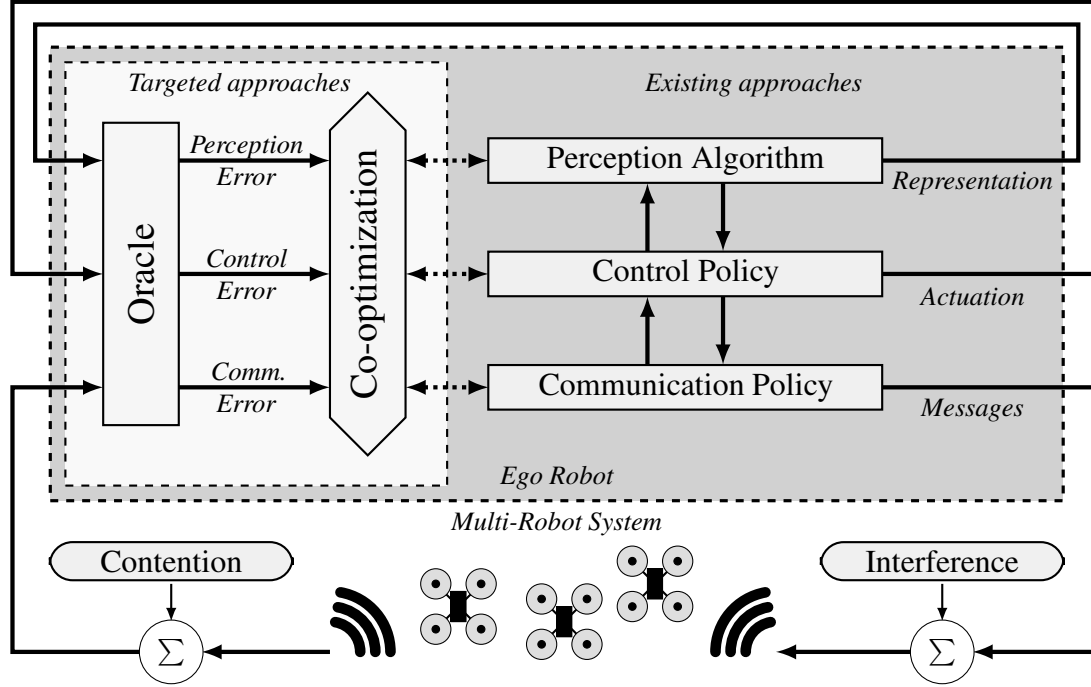 Targeted approaches
Existing approaches
Oracle
Perception
Error
Control
Error
Comm.
Error
Co-optimization
Perception Algorithm
Representation
Control Policy
Actuation
Communication Policy
Messages
Ego Robot
Multi-Robot System
Contention
Interference
Σ
Σ